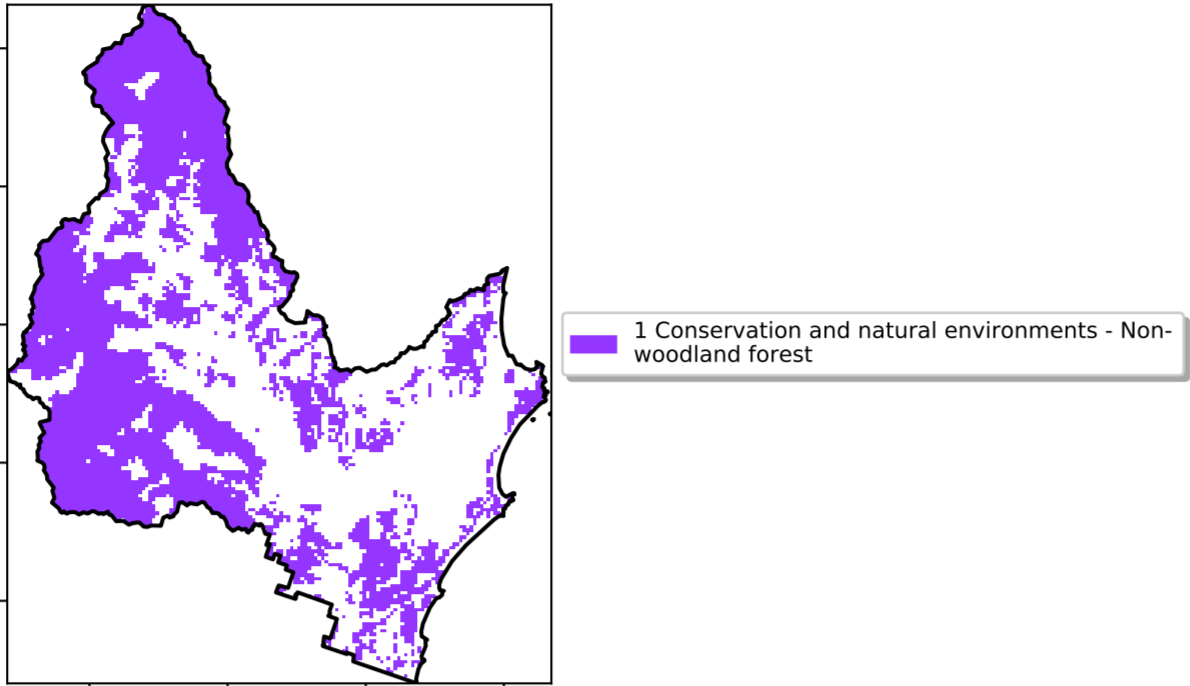 1 Conservation and natural environments - Non-
woodland forest